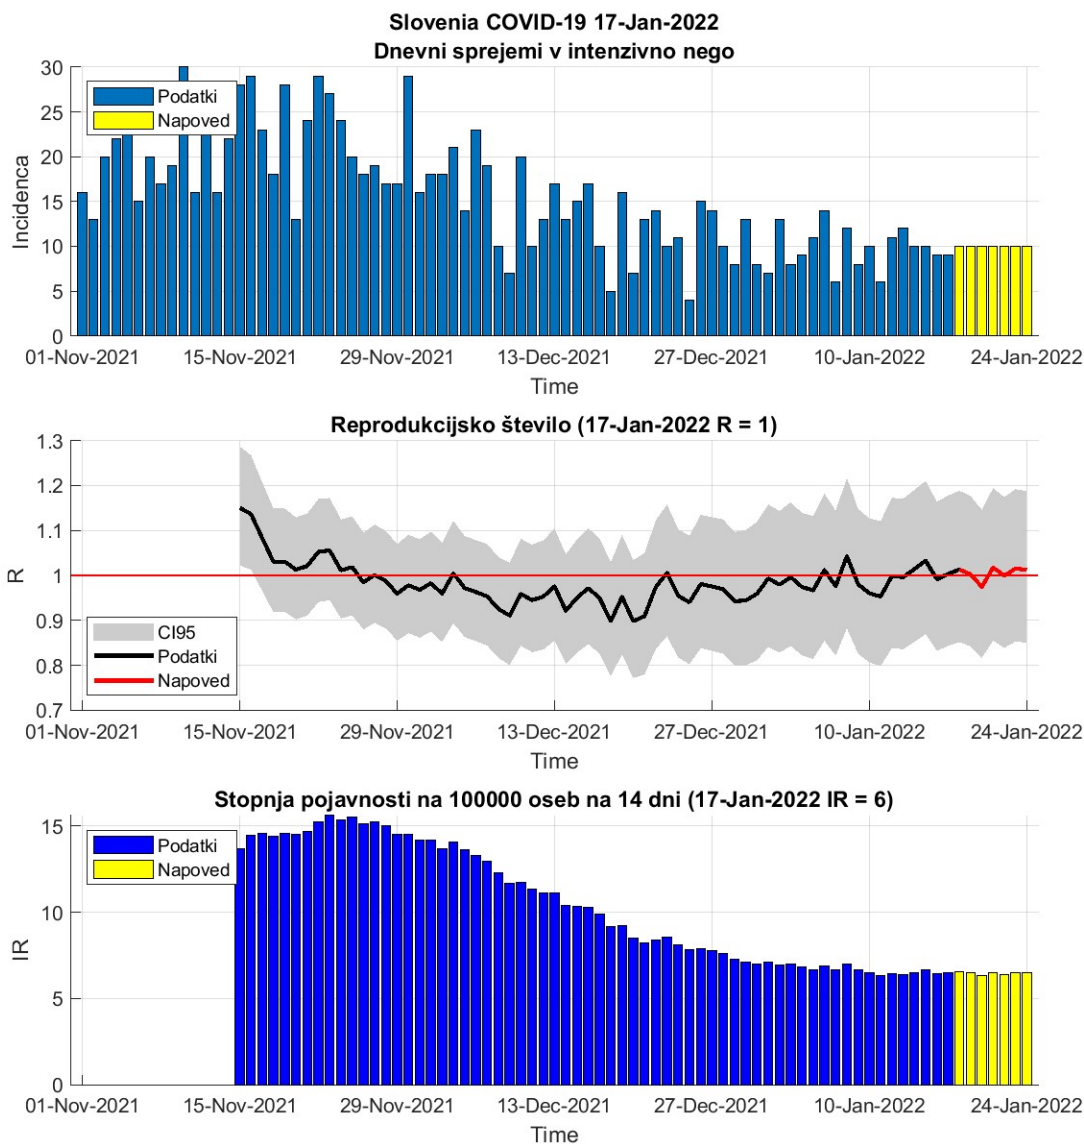 Slovenia COVID-19 17-Jan-2022
Dnevni sprejemi v intenzivno nego
30
25
20
15
10
5
0
Incidenca
Podatki
Napoved
01-Nov-2021 15-Nov-2021 29-Nov-2021 13-Dec-2021 27-Dec-2021 10-Jan-2022 24-Jan-2022
Time
Reprodukcijsko število (17-Jan-2022 R = 1)
1.3
1.2
1.1
1
0.9
0.8
0.7
R
CI95
Podatki
Napoved
01-Nov-2021 15-Nov-2021 29-Nov-2021 13-Dec-2021 27-Dec-2021 10-Jan-2022 24-Jan-2022
Time
Stopnja pojavnosti na 100000 oseb na 14 dni (17-Jan-2022 IR = 6)
15
10
5
0
IR
Podatki
Napoved
01-Nov-2021 15-Nov-2021 29-Nov-2021 13-Dec-2021 27-Dec-2021 10-Jan-2022 24-Jan-2022
Time